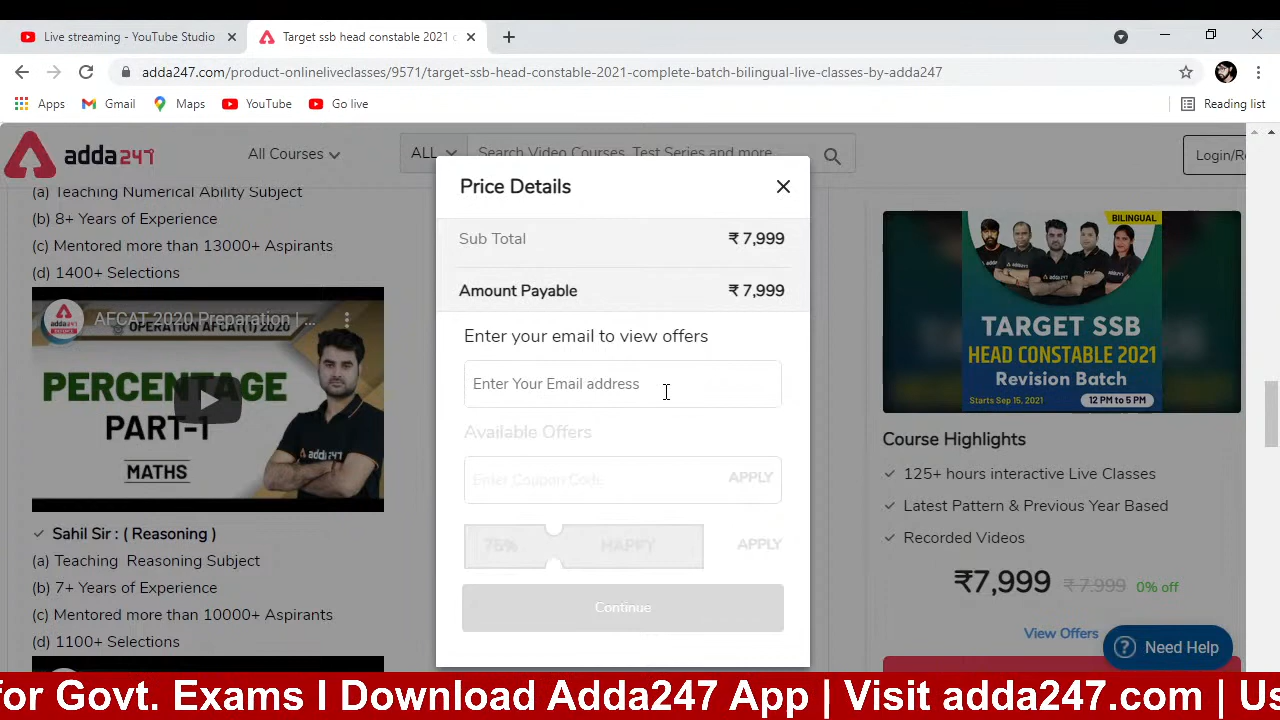 Live streaming - YouTube Studio
Target ssb head constable 2021 c
adda247.com/product-onlineliveclasses/9571/target-ssb-head-constable-2021-complete-batch-bilingual-live-classes-by-adda247
Apps
Gmail
Maps
YouTube
Go live
Reading list
adda247
All Courses
ALL
Search Video Courses, Test Series and more
Login/Re
(a) Teaching Numerical Ability Subject
(b) 8+ Years of Experience
(c) Mentored more than 13000+ Aspirants
(d) 1400+ Selections
adda247
AFCAT 2020 Preparation | ...
OPERATION AFCAT(1) 2020
PERCENTAGE
PART-1
MATHS
adda247
Sahil Sir : ( Reasoning )
(a) Teaching Reasoning Subject
(b) 7+ Years of Experience
(c) Mentored more than 10000+ Aspirants
(d) 1100+ Selections
Price Details
Sub Total ₹ 7,999
Amount Payable ₹ 7,999
Enter your email to view offers
Enter Your Email address
Available Offers
Enter Coupon Code APPLY
75% HAPPY APPLY
Continue
BILINGUAL
TARGET SSB
HEAD CONSTABLE 2021
Revision Batch
Starts Sep 15, 2021 12 PM to 5 PM
Course Highlights
125+ hours interactive Live Classes
Latest Pattern & Previous Year Based
Recorded Videos
₹7,999 ₹ 7,999 0% off
View Offers
Need Help
for Govt. Exams I Download Adda247 App | Visit adda247.com | Us